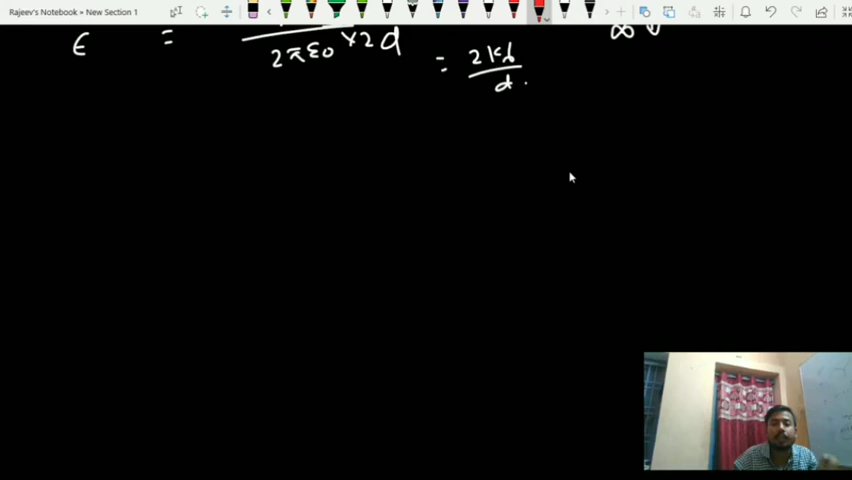 Rajeev's Notebook » New Section 1
E = 2πε0 × 2d
= 2kλ
d.